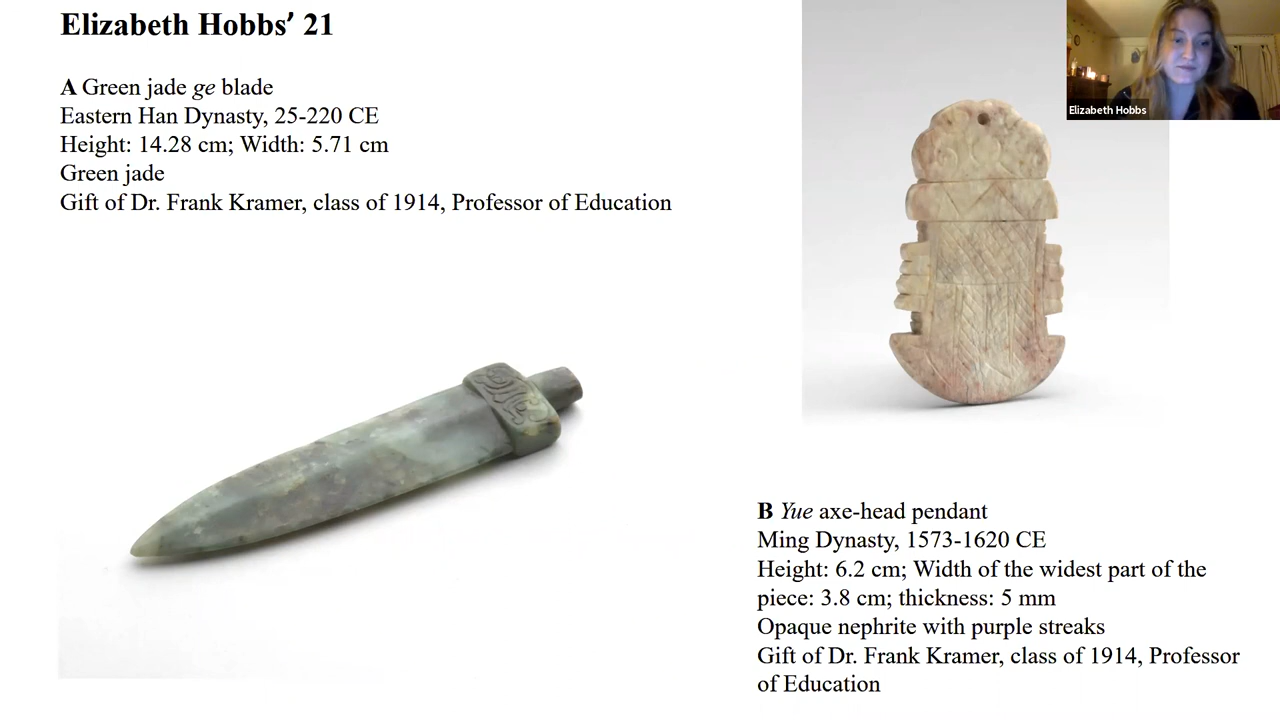 Elizabeth Hobbs’ 21
A Green jade ge blade
Eastern Han Dynasty, 25-220 CE
Height: 14.28 cm; Width: 5.71 cm
Green jade
Gift of Dr. Frank Kramer, class of 1914, Professor of Education
Elizabeth Hobbs
B Yue axe-head pendant
Ming Dynasty, 1573-1620 CE
Height: 6.2 cm; Width of the widest part of the
piece: 3.8 cm; thickness: 5 mm
Opaque nephrite with purple streaks
Gift of Dr. Frank Kramer, class of 1914, Professor
of Education